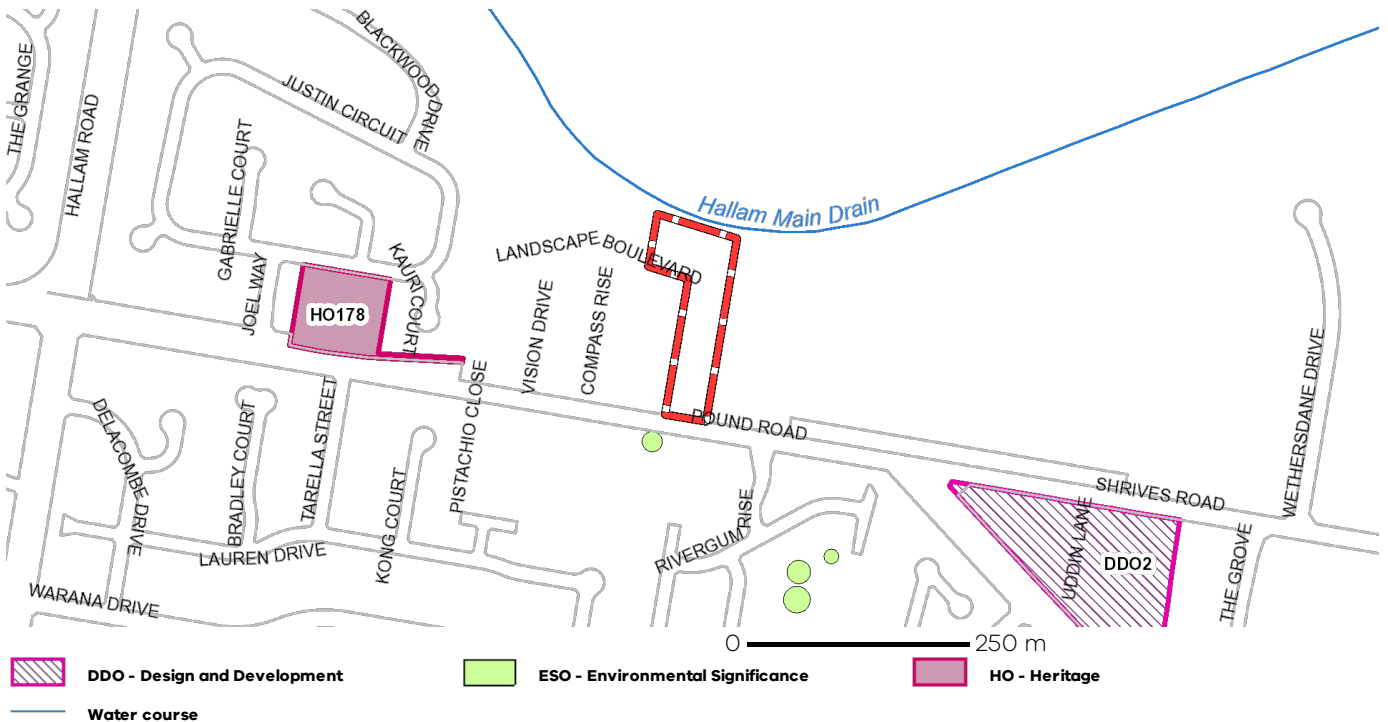 THE GRANGE
HALLAM ROAD
BLACKWOOD DRIVE
JUSTIN CIRCUIT
GABRIELLE COURT
JOEL WAY
KAURI COURT
HO178
LANDSCAPE BOULEVARD
Hallam Main Drain
VISION DRIVE
COMPASS RISE
PISTACHIO CLOSE
POUND ROAD
DELACOMBE DRIVE
BRADLEY COURT
TARELLA STREET
KONG COURT
LAUREN DRIVE
WARANA DRIVE
RIVERGUM RISE
SHRIVES ROAD
UDDIN LANE
DDO2
THE GROVE
WETHERSDANE DRIVE
0 250 m
DDO - Design and Development
ESO - Environmental Significance
HO - Heritage
Water course